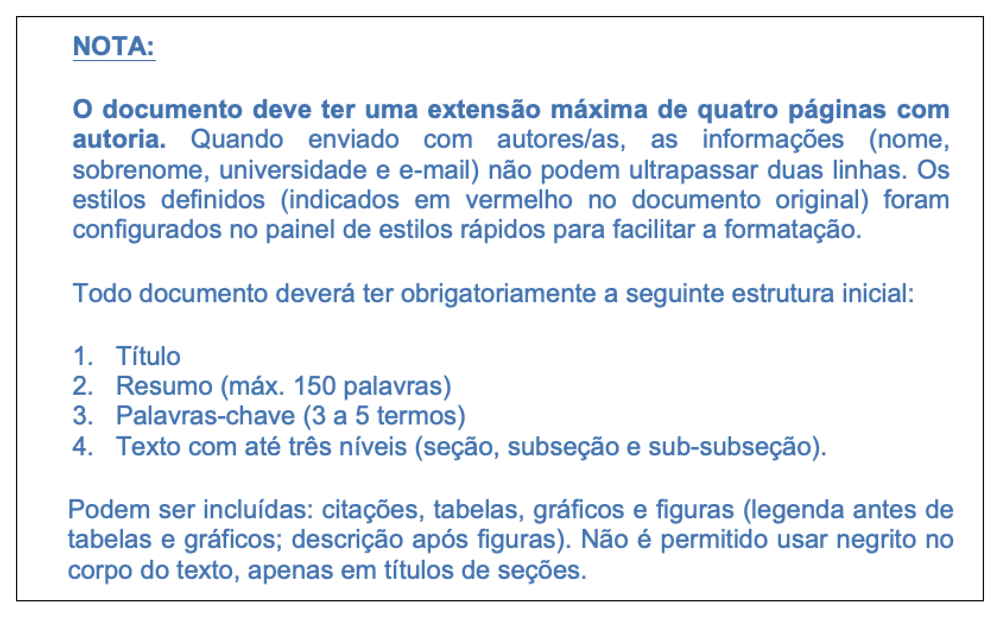 NOTA:
O documento deve ter uma extensão máxima de quatro páginas com
autoria. Quando enviado com autores/as, as informações (nome,
sobrenome, universidade e e-mail) não podem ultrapassar duas linhas. Os
estilos definidos (indicados em vermelho no documento original) foram
configurados no painel de estilos rápidos para facilitar a formatação.
Todo documento deverá ter obrigatoriamente a seguinte estrutura inicial:
1. Título
2. Resumo (máx. 150 palavras)
3. Palavras-chave (3 a 5 termos)
4. Texto com até três níveis (seção, subseção e sub-subseção).
Podem ser incluídas: citações, tabelas, gráficos e figuras (legenda antes de
tabelas e gráficos; descrição após figuras). Não é permitido usar negrito no
corpo do texto, apenas em títulos de seções.